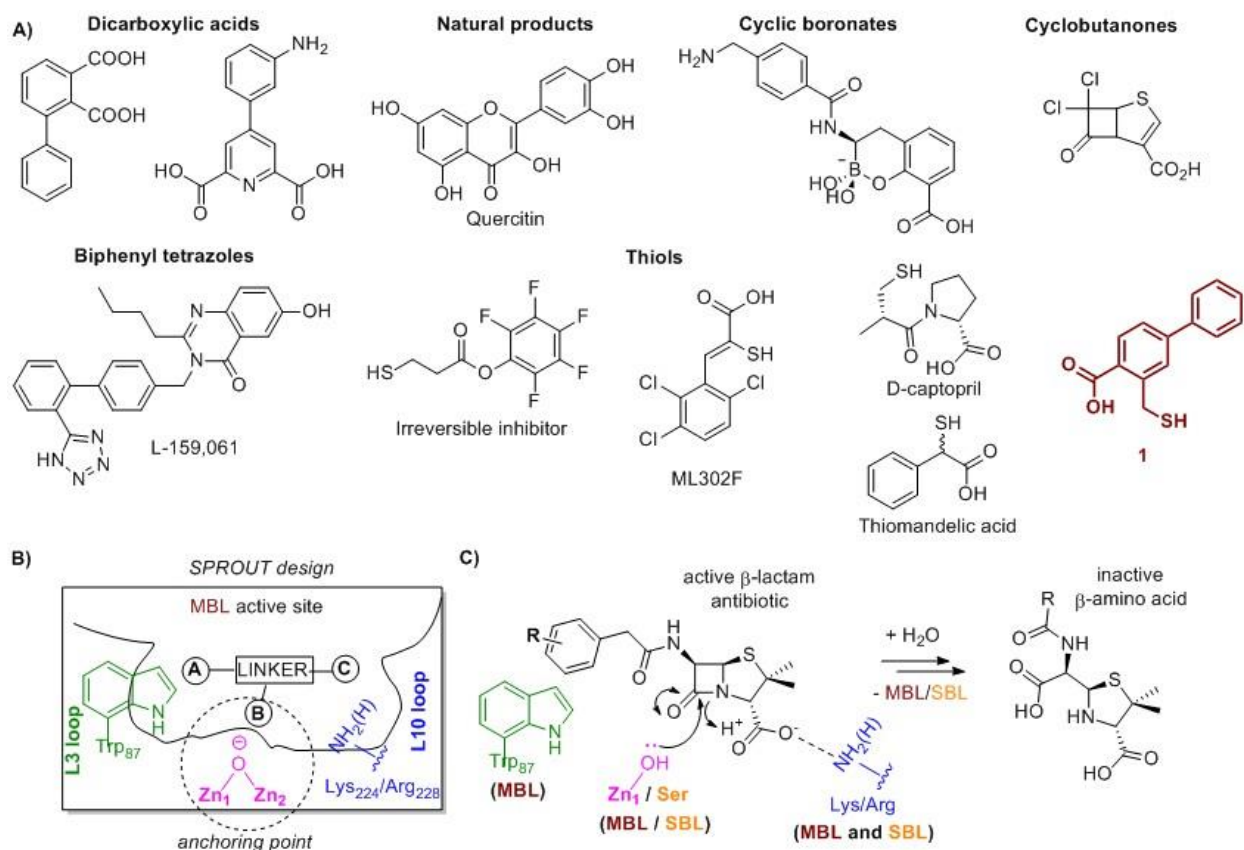 A)
Dicarboxylic acids
Natural products
Cyclic boronates
Cyclobutanones
COOH
COOH
NH2
HO
O
N
O
OH
HO
O
OH
OH
OH
O
OH
Quercitin
H2N
O
HN
B
−
HO
HO
O
O
OH
Cl
Cl
S
O
CO2H
Biphenyl tetrazoles
Thiols
N
OH
N
O
N
N
HN
N
L-159,061
HS
O
O
F
F
F
F
F
Irreversible inhibitor
OH
O
SH
Cl
Cl
Cl
ML302F
SH
N
O
HO
O
D-captopril
SH
O
OH
Thiomandelic acid
O
OH
SH
1
B)
SPROUT design
MBL active site
A
LINKER
C
B
L3 loop
N
H
Trp87
O
⊖
Zn1
Zn2
NH2(H)
L10 loop
Lys224/Arg228
anchoring point
C)
active β-lactam
antibiotic
R
O
H
N
S
N
O
H+
O
O-
N
H
Trp87
(MBL)
OH
Zn1 / Ser
(MBL / SBL)
NH2(H)
Lys/Arg
(MBL and SBL)
+ H2O
- MBL/SBL
inactive
β-amino acid
R
O
NH
O
HO
S
HN
HO
O